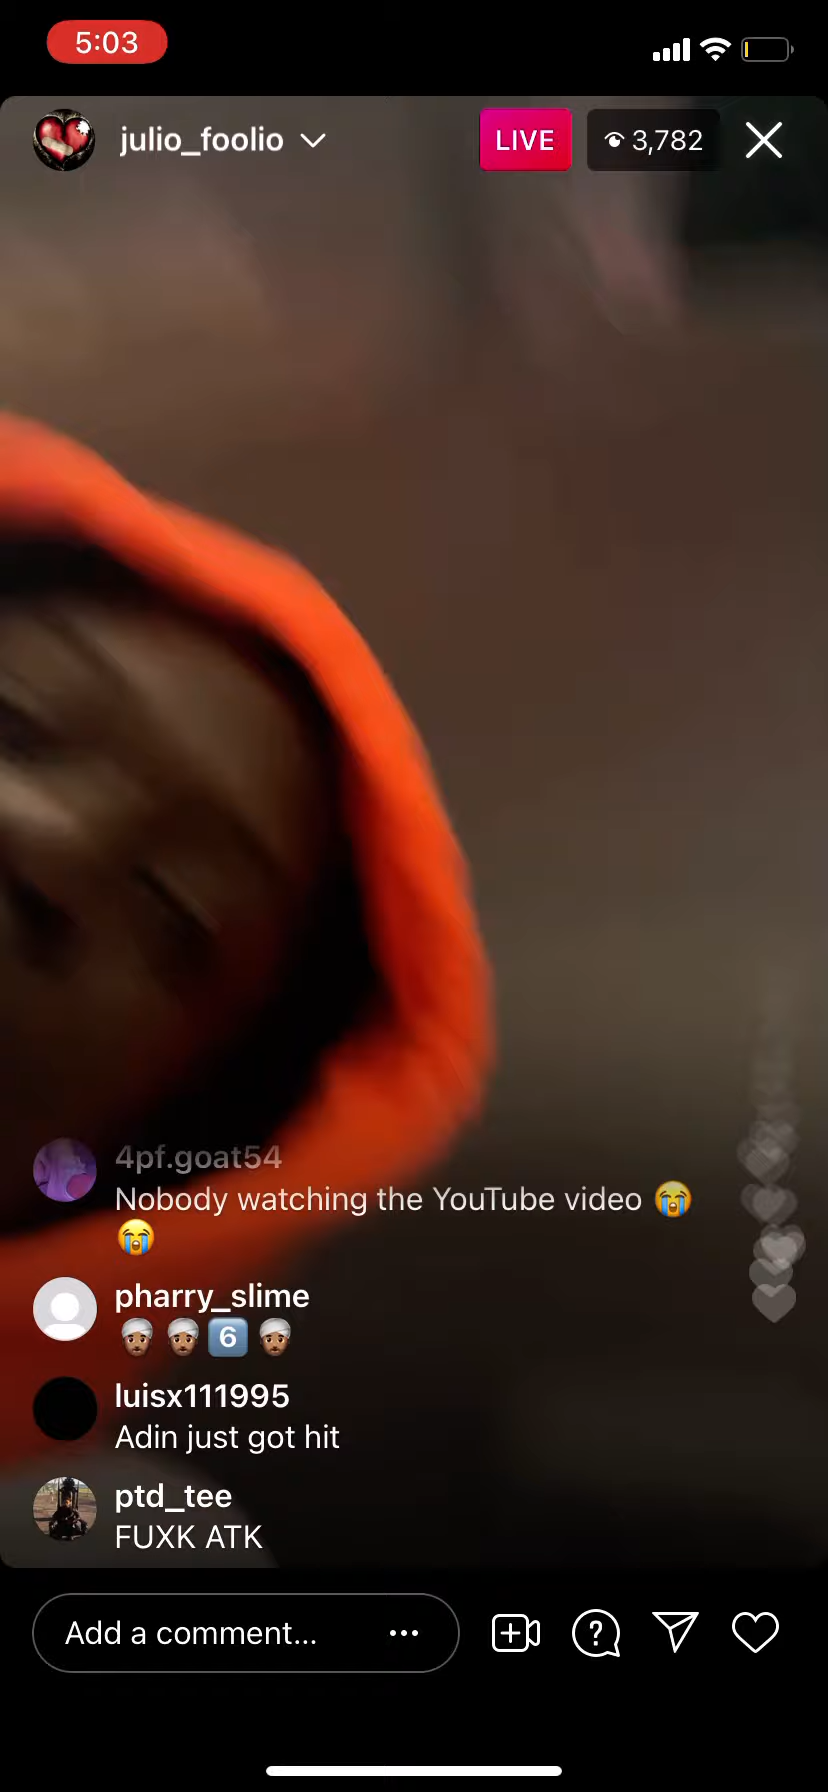 5:03
julio_foolio
LIVE
3,782
4pf.goat54
Nobody watching the YouTube video 😭
😭
pharry_slime
👳🏽👳🏽6️⃣👳🏽
luisx111995
Adin just got hit
ptd_tee
FUXK ATK
Add a comment...